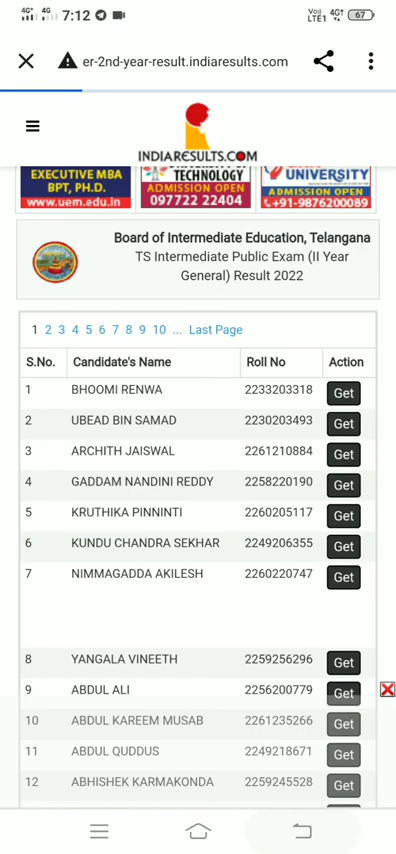 4G+ 4G 7:12 Vo)) LTE1 4G 67
er-2nd-year-result.indiaresults.com
INDIARESULTS.COM
EXECUTIVE MBA
BPT, PH.D.
www.uem.edu.in
TECHNOLOGY
ADMISSION OPEN
097722 22404
UNIVERSITY
ADMISSION OPEN
+91-9876200089
Board of Intermediate Education, Telangana
TS Intermediate Public Exam (II Year
General) Result 2022
1 2 3 4 5 6 7 8 9 10 ... Last Page
S.No. Candidate's Name Roll No Action
1 BHOOMI RENWA 2233203318 Get
2 UBEAD BIN SAMAD 2230203493 Get
3 ARCHITH JAISWAL 2261210884 Get
4 GADDAM NANDINI REDDY 2258220190 Get
5 KRUTHIKA PINNINTI 2260205117 Get
6 KUNDU CHANDRA SEKHAR 2249206355 Get
7 NIMMAGADDA AKILESH 2260220747 Get
8 YANGALA VINEETH 2259256296 Get
9 ABDUL ALI 2256200779 Get
10 ABDUL KAREEM MUSAB 2261235266 Get
11 ABDUL QUDDUS 2249218671 Get
12 ABHISHEK KARMAKONDA 2259245528 Get